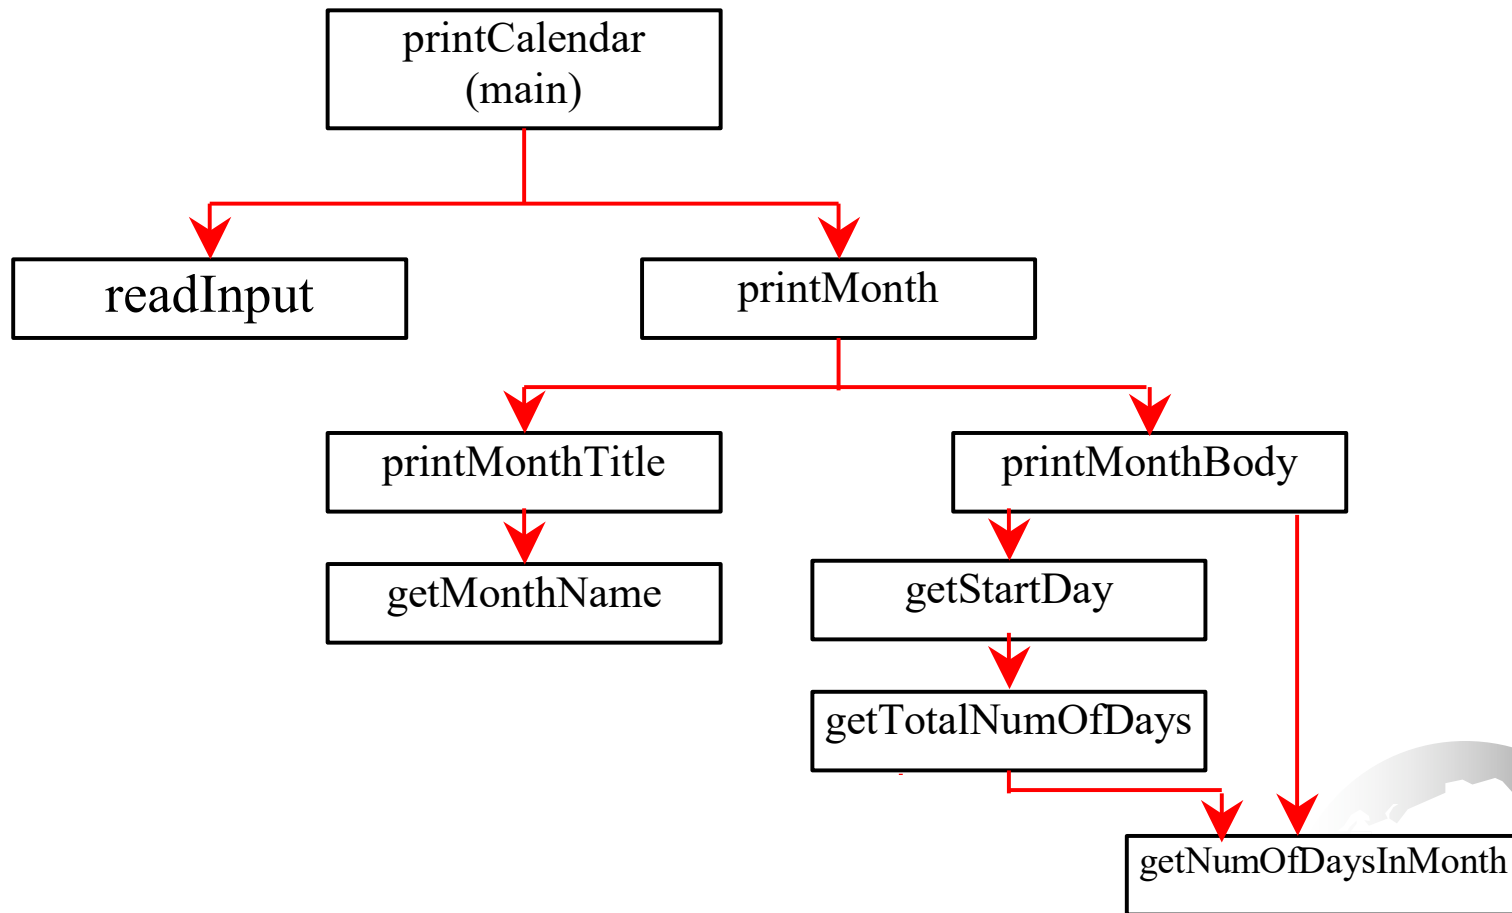 printCalendar
(main)
readInput
printMonth
printMonthTitle
printMonthBody
getMonthName
getStartDay
getTotalNumOfDays
getNumOfDaysInMonth